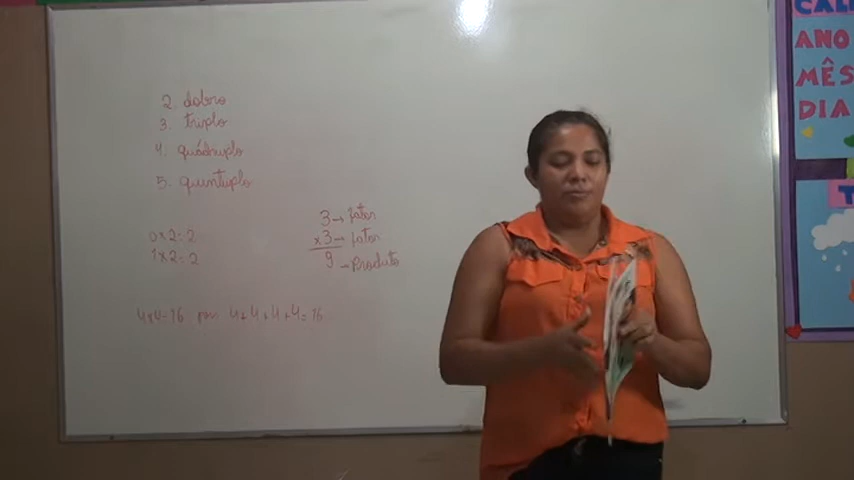 2. dobro
3. triplo
4. quádruplo
5. quíntuplo
0x2=2
1x2=2
3→fator
x3→fator
9→Produto
4x4=16 ou 4+4+4+4=16
CAL
ANO
MÊS
DIA
T